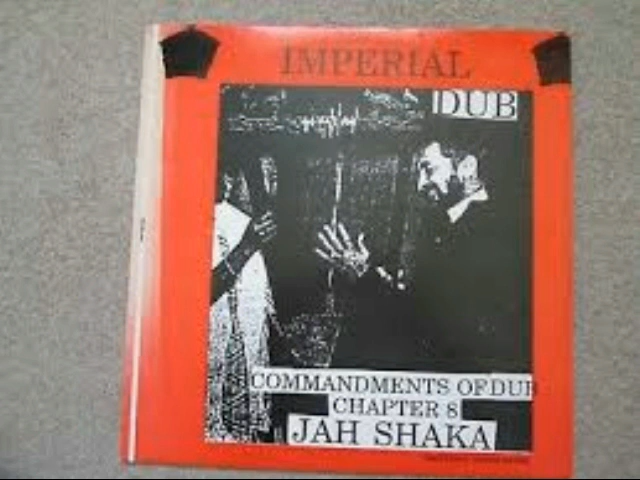 IMPERIAL
DUB
COMMANDMENTS OF DUB
CHAPTER 8
JAH SHAKA